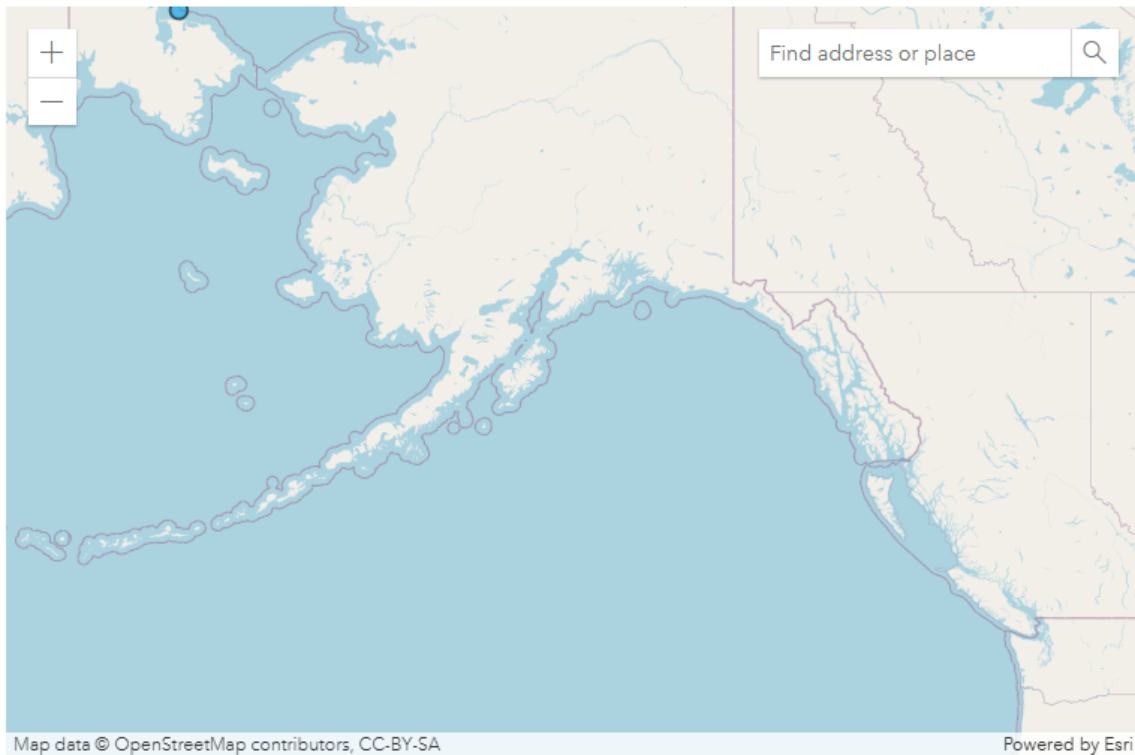 +
Find address or place
−
Map data © OpenStreetMap contributors, CC-BY-SA
Powered by Esri